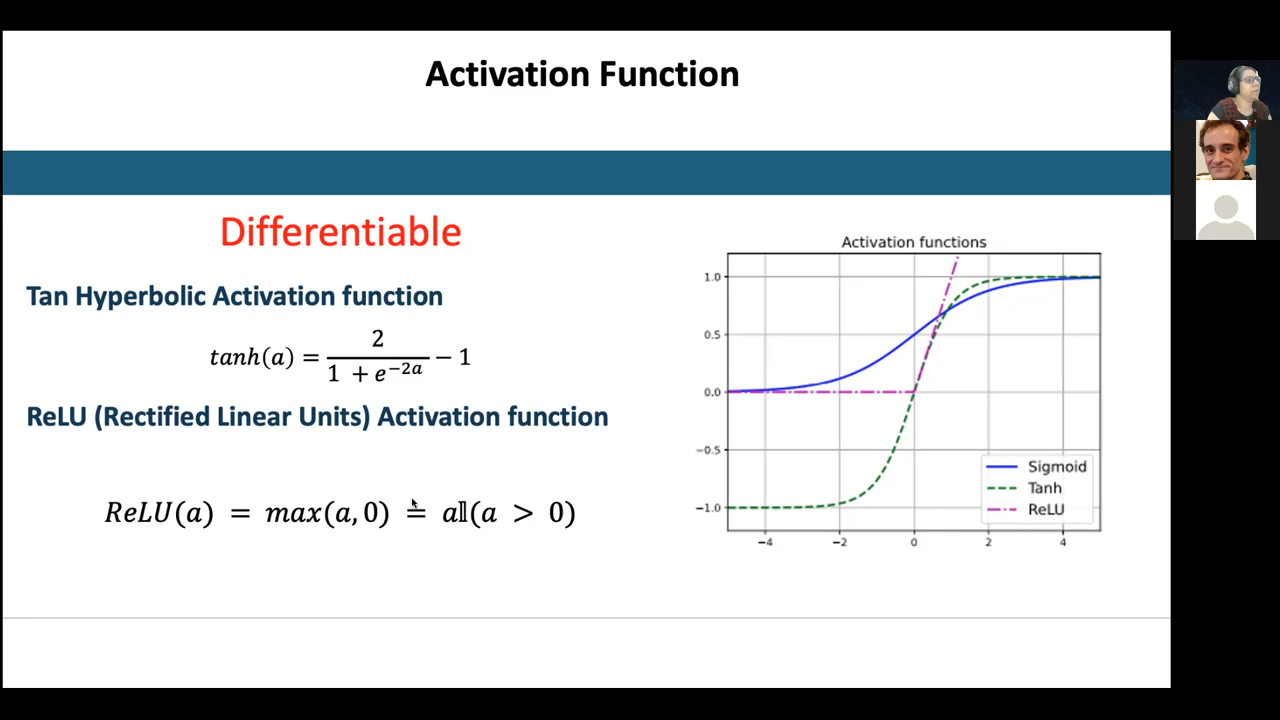 Activation Function
Differentiable
Tan Hyperbolic Activation function
tanh(a) = 2 / (1 + e^{-2a}) − 1
ReLU (Rectified Linear Units) Activation function
ReLU(a) = max(a, 0) = a𝕀(a > 0)
Activation functions
1.0
0.5
0.0
−0.5
−1.0
−4
−2
0
2
4
Sigmoid
Tanh
ReLU